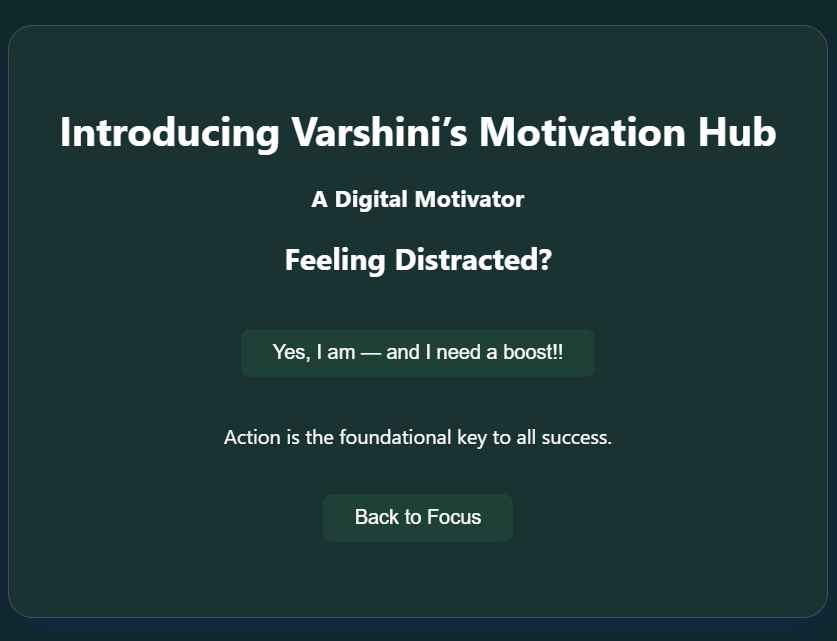 Introducing Varshini’s Motivation Hub
A Digital Motivator
Feeling Distracted?
Yes, I am — and I need a boost!!
Action is the foundational key to all success.
Back to Focus